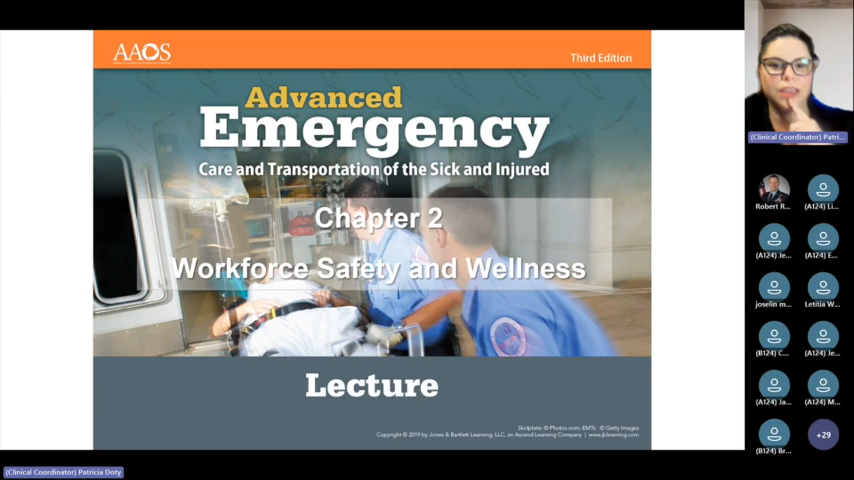 AAOS
Third Edition
Advanced
Emergency
Care and Transportation of the Sick and Injured
Chapter 2
Workforce Safety and Wellness
Lecture
Slidplate: © Photos.com; EMTs: © Getty Images
Copyright © 2019 by Jones & Bartlett Learning, LLC, an Ascend Learning Company | www.jblearning.com
(Clinical Coordinator) Patri...
Robert R...
(A124) Li...
(A124) Je...
(A124) E...
joselin m...
Letitia W...
(B124) C...
(A124) Je...
(A124) Ja...
(A124) M...
(B124) Br...
+29
(Clinical Coordinator) Patricia Doty